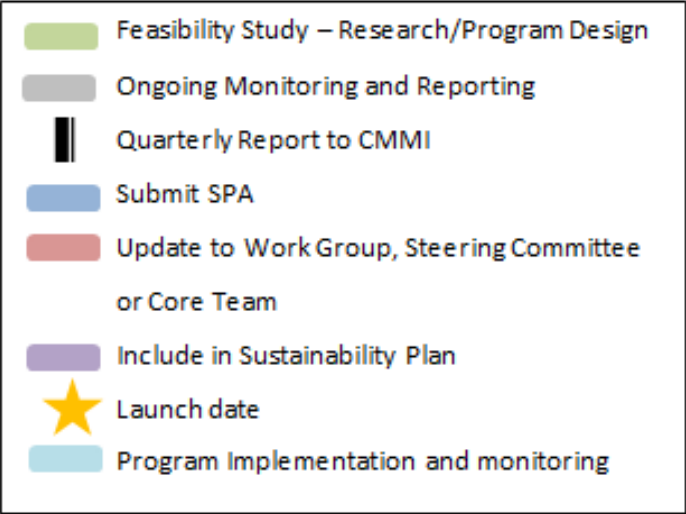 Feasibility Study – Research/Program Design
Ongoing Monitoring and Reporting
Quarterly Report to CMMI
Submit SPA
Update to Work Group, Steering Committee
or Core Team
Include in Sustainability Plan
Launch date
Program Implementation and monitoring